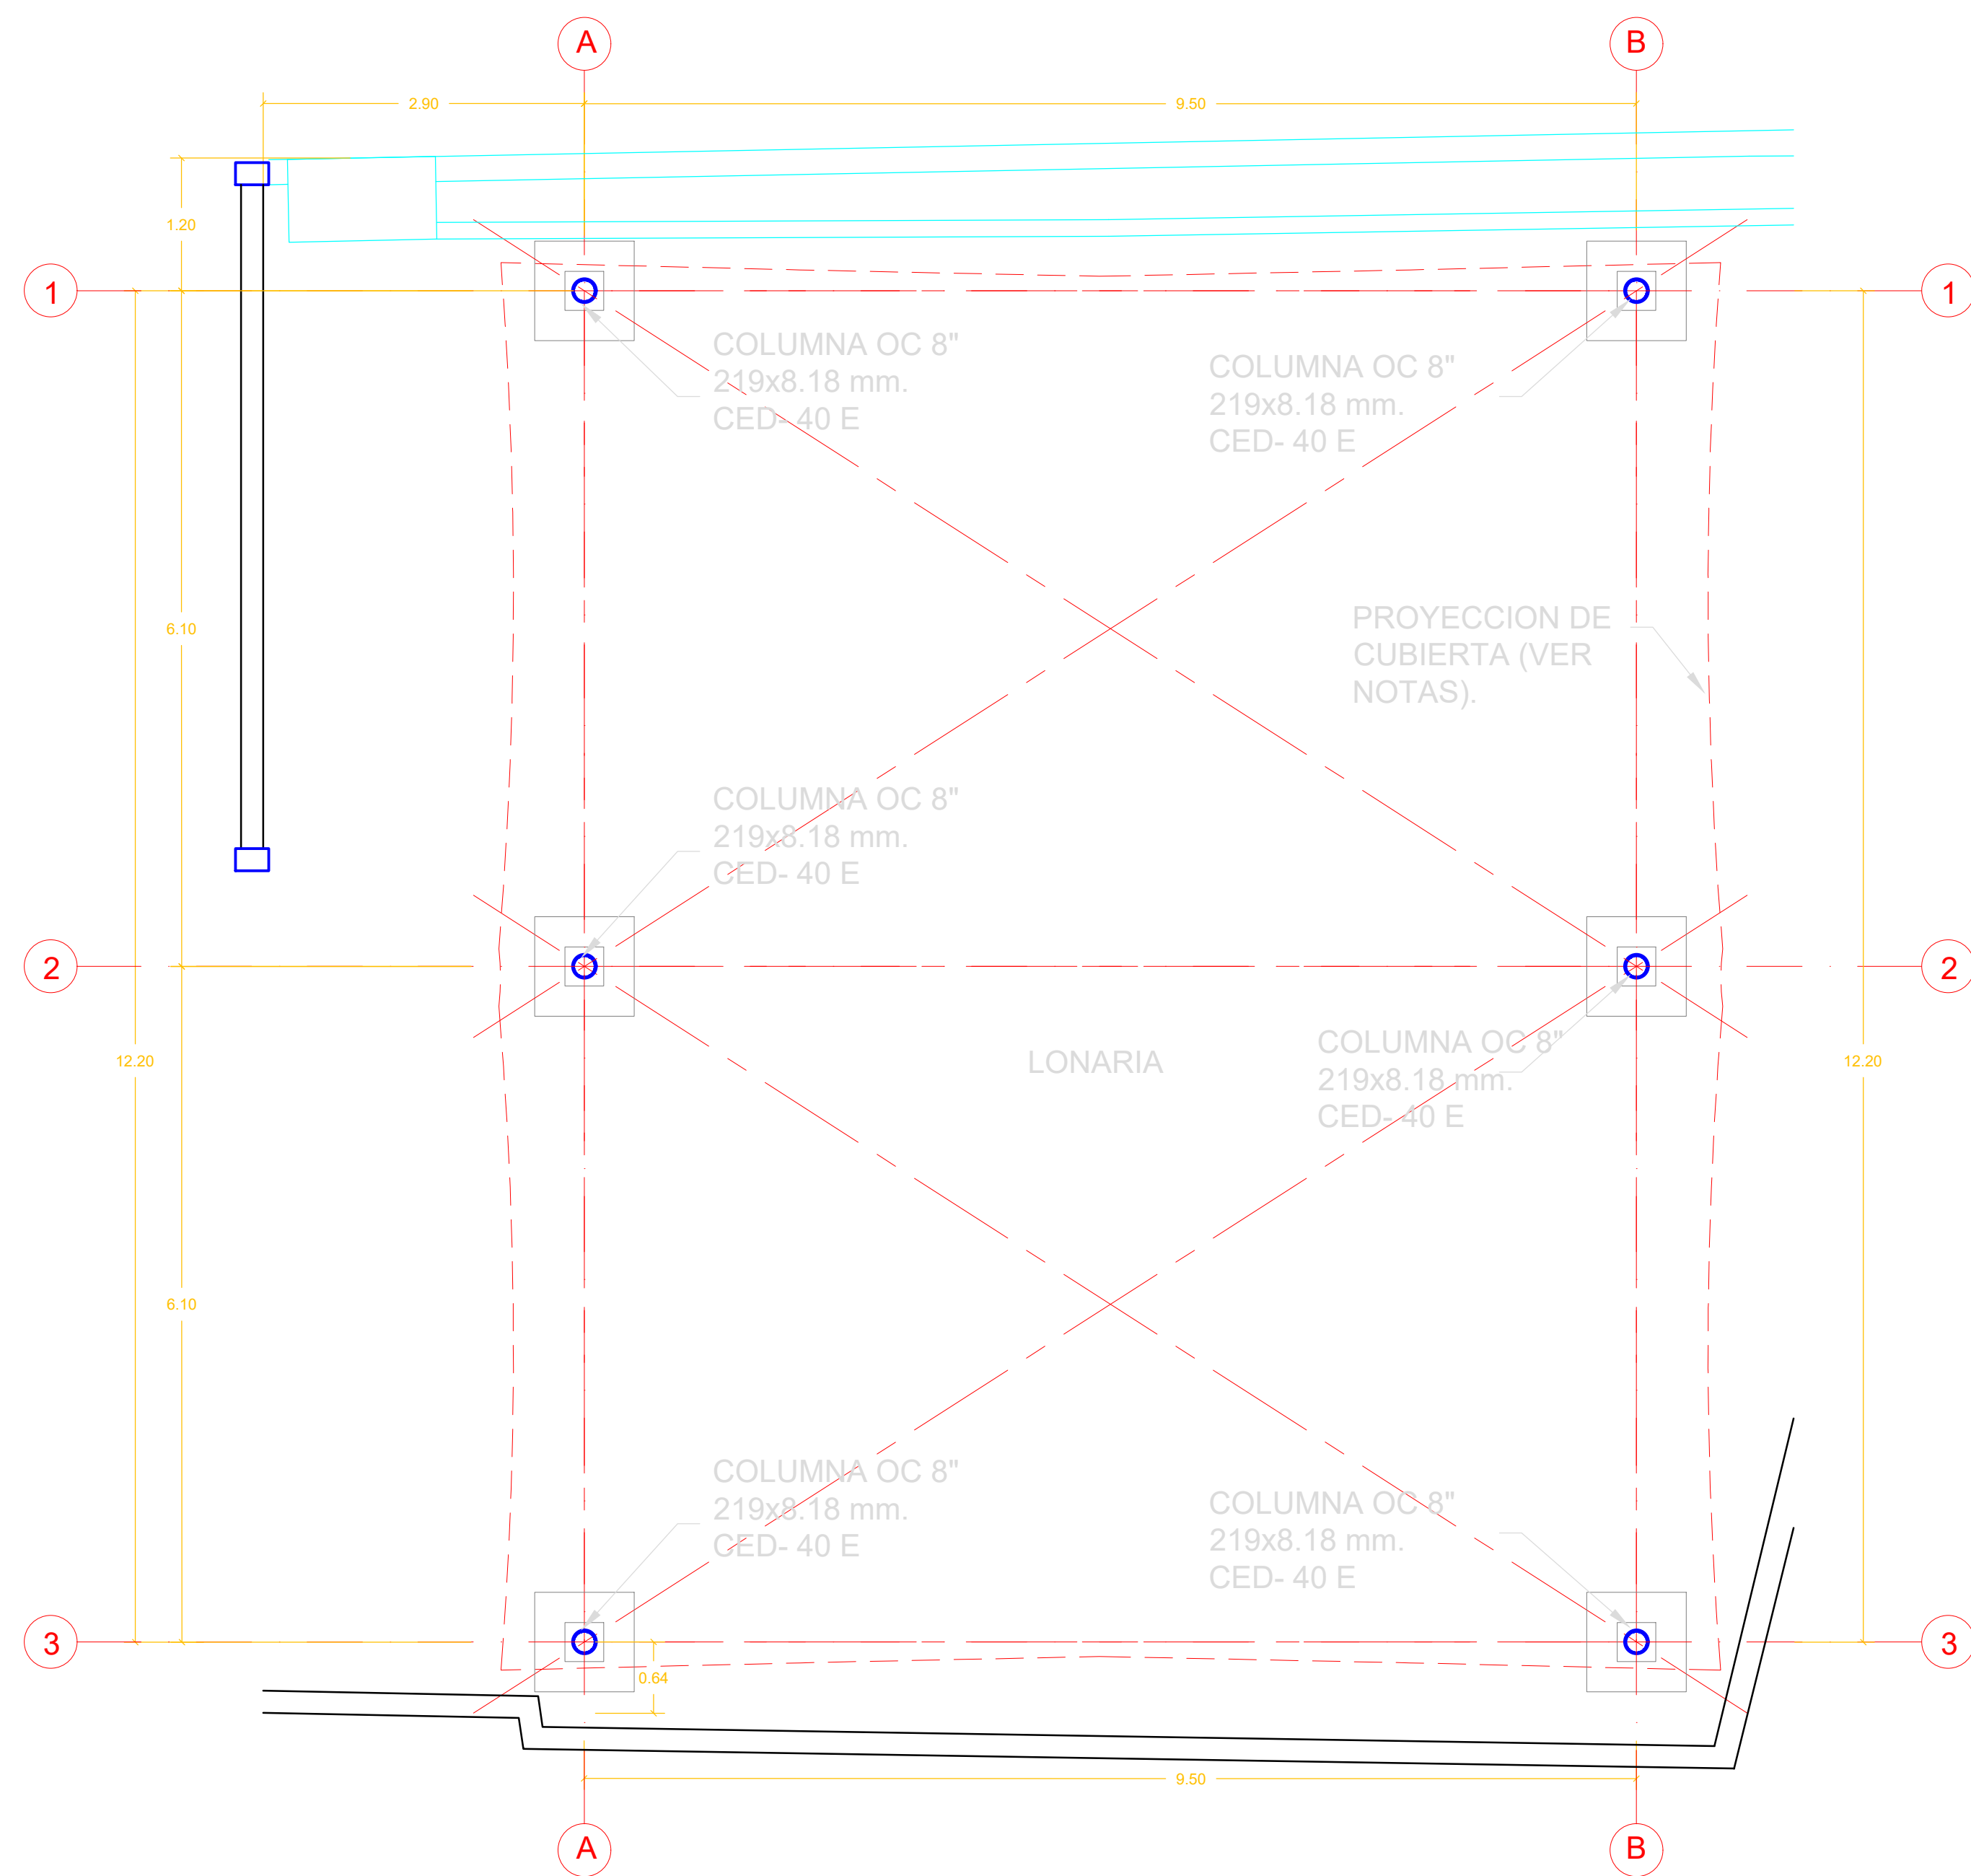 A
B
2.90
9.50
1.20
1
1
COLUMNA OC 8"
219x8.18 mm.
CED- 40 E
COLUMNA OC 8"
219x8.18 mm.
CED- 40 E
6.10
PROYECCION DE
CUBIERTA (VER
NOTAS).
COLUMNA OC 8"
219x8.18 mm.
CED- 40 E
2
2
12.20
LONARIA
COLUMNA OC 8"
219x8.18 mm.
CED- 40 E
12.20
6.10
COLUMNA OC 8"
219x8.18 mm.
CED- 40 E
COLUMNA OC 8"
219x8.18 mm.
CED- 40 E
3
3
0.64
9.50
A
B